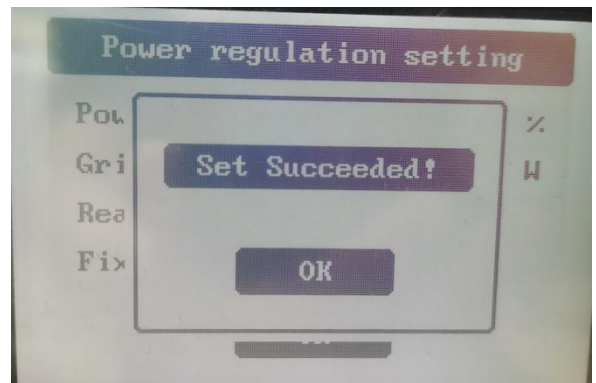 Power regulation setting
Pow %
Gri W
Set Succeeded!
Rea
Fix
OK